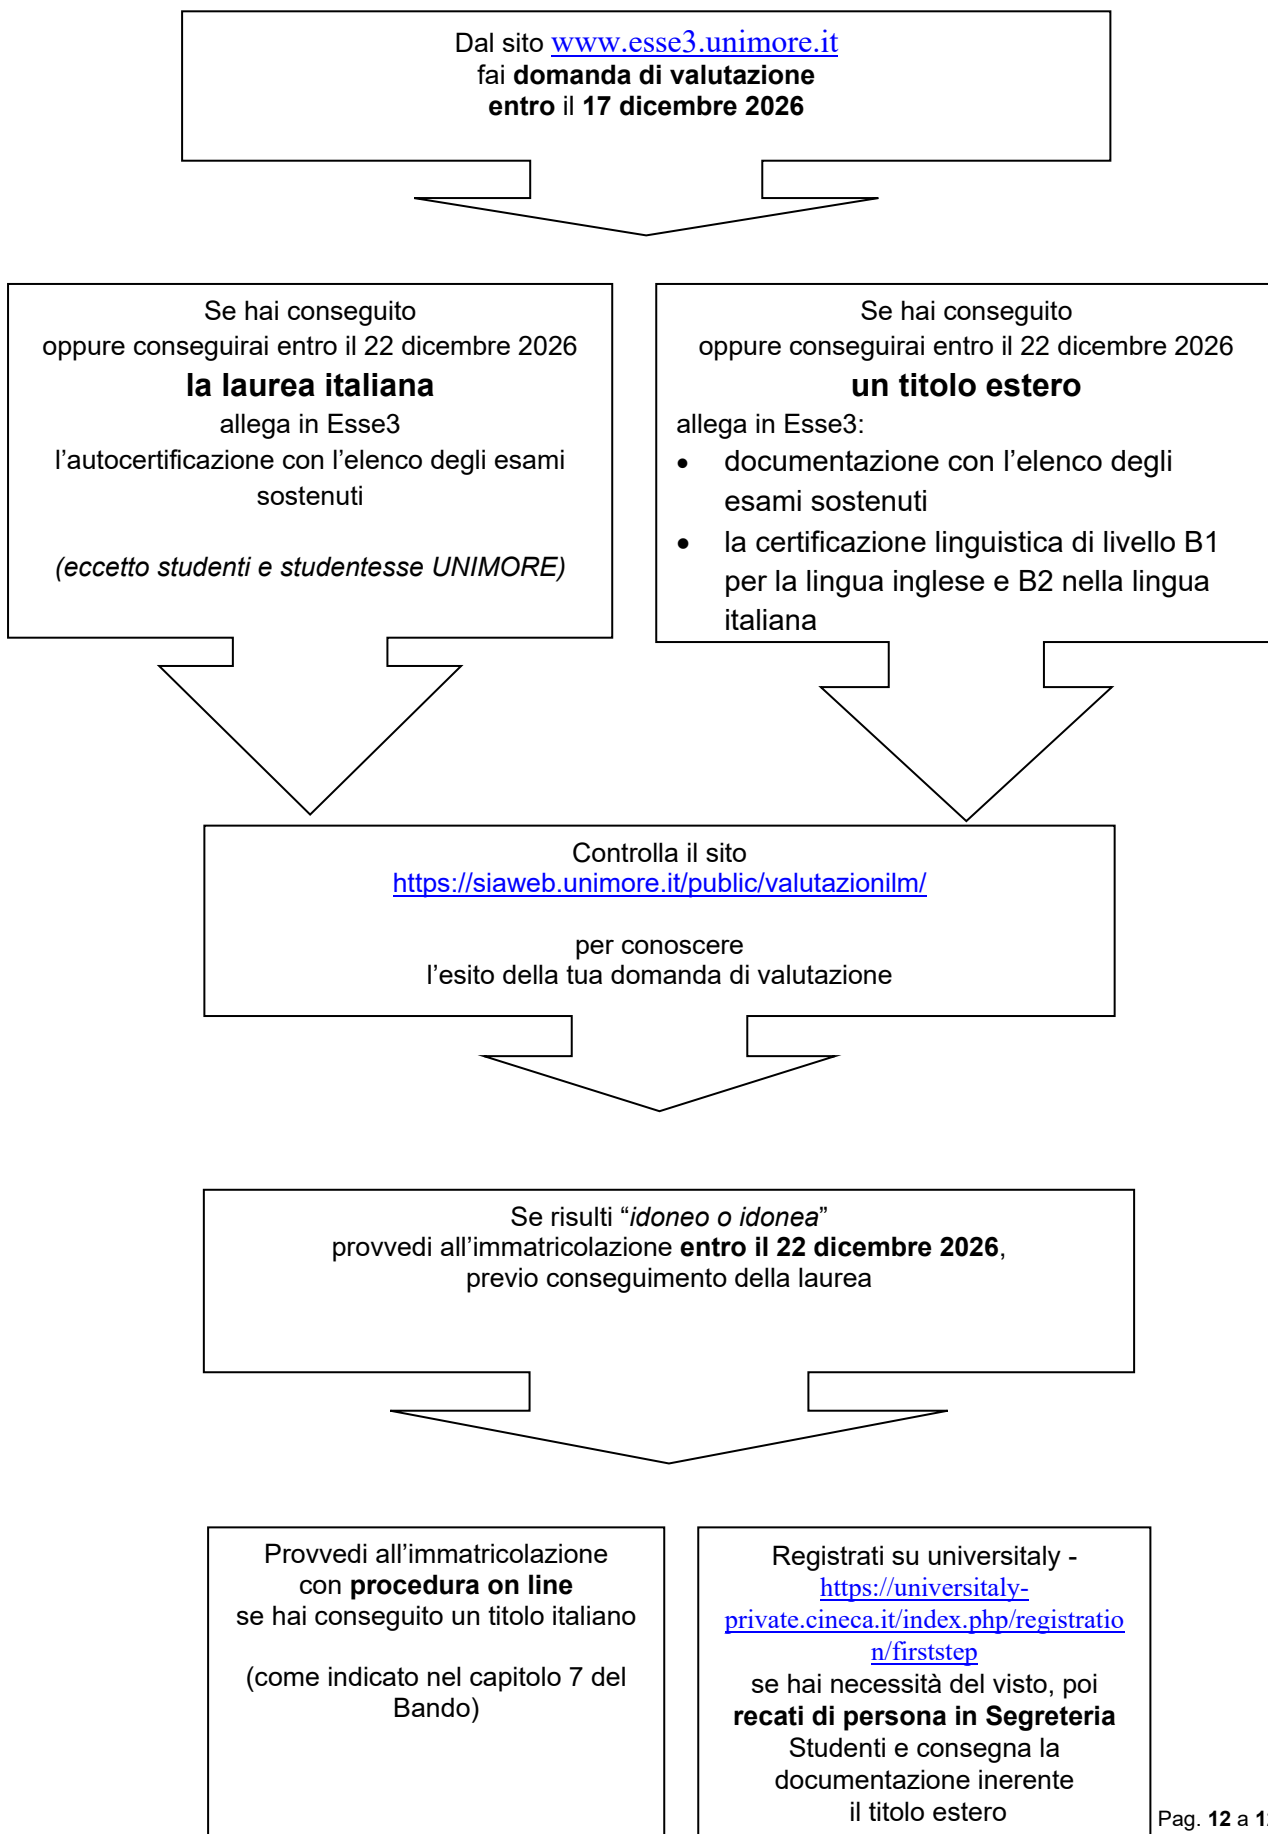 Dal sito www.esse3.unimore.it
fai domanda di valutazione
entro il 17 dicembre 2026
Se hai conseguito
oppure conseguirai entro il 22 dicembre 2026
la laurea italiana
allega in Esse3
l’autocertificazione con l’elenco degli esami
sostenuti
(eccetto studenti e studentesse UNIMORE)
Se hai conseguito
oppure conseguirai entro il 22 dicembre 2026
un titolo estero
allega in Esse3:
• documentazione con l’elenco degli
esami sostenuti
• la certificazione linguistica di livello B1
per la lingua inglese e B2 nella lingua
italiana
Controlla il sito
https://siaweb.unimore.it/public/valutazionilm/
per conoscere
l’esito della tua domanda di valutazione
Se risulti “idoneo o idonea”
provvedi all’immatricolazione entro il 22 dicembre 2026,
previo conseguimento della laurea
Provvedi all’immatricolazione
con procedura on line
se hai conseguito un titolo italiano
(come indicato nel capitolo 7 del
Bando)
Registrati su universitaly -
https://universitaly-
private.cineca.it/index.php/registratio
n/firststep
se hai necessità del visto, poi
recati di persona in Segreteria
Studenti e consegna la
documentazione inerente
il titolo estero
Pag. 12 a